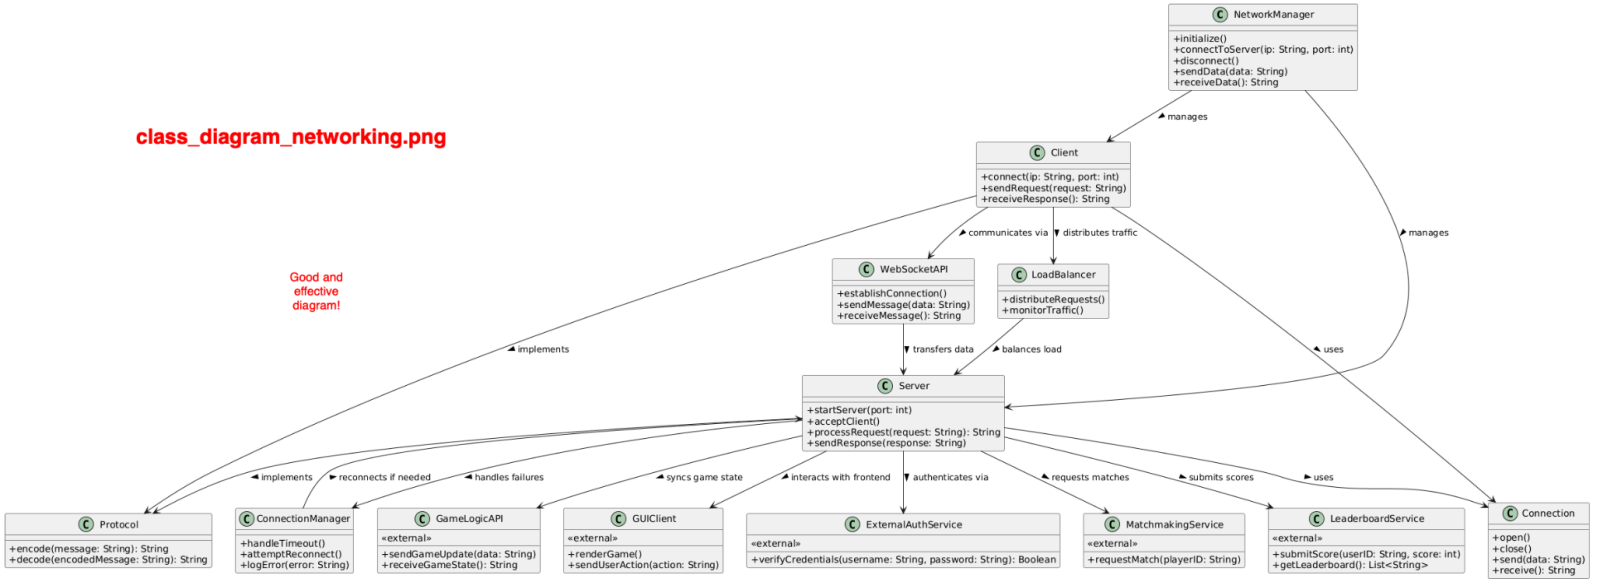 C NetworkManager
+initialize()
+connectToServer(ip: String, port: int)
+disconnect()
+sendData(data: String)
+receiveData(): String
class_diagram_networking.png
manages
C Client
+connect(ip: String, port: int)
+sendRequest(request: String)
+receiveResponse(): String
communicates via
distributes traffic
manages
Good and
effective
diagram!
C WebSocketAPI
+establishConnection()
+sendMessage(data: String)
+receiveMessage(): String
C LoadBalancer
+distributeRequests()
+monitorTraffic()
implements
transfers data
balances load
uses
C Server
+startServer(port: int)
+acceptClient()
+processRequest(request: String): String
+sendResponse(response: String)
implements
reconnects if needed
handles failures
syncs game state
interacts with frontend
authenticates via
requests matches
submits scores
uses
C Protocol
+encode(message: String): String
+decode(encodedMessage: String): String
C ConnectionManager
+handleTimeout()
+attemptReconnect()
+logError(error: String)
C GameLogicAPI
«external»
+sendGameUpdate(data: String)
+receiveGameState(): String
C GUIClient
«external»
+renderGame()
+sendUserAction(action: String)
C ExternalAuthService
«external»
+verifyCredentials(username: String, password: String): Boolean
C MatchmakingService
«external»
+requestMatch(playerID: String)
C LeaderboardService
«external»
+submitScore(userID: String, score: int)
+getLeaderboard(): List<String>
C Connection
+open()
+close()
+send(data: String)
+receive(): String